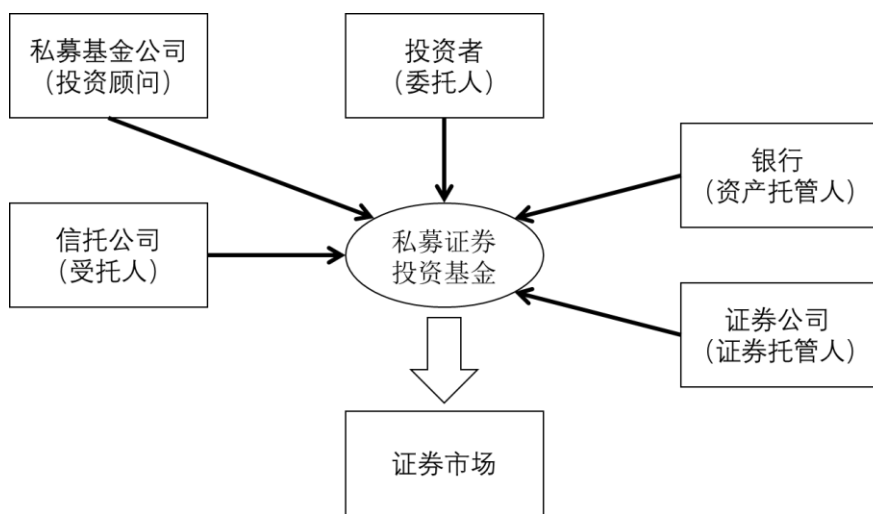 私募基金公司
（投资顾问）
投资者
（委托人）
银行
（资产托管人）
信托公司
（受托人）
私募证券
投资基金
证券公司
（证券托管人）
证券市场